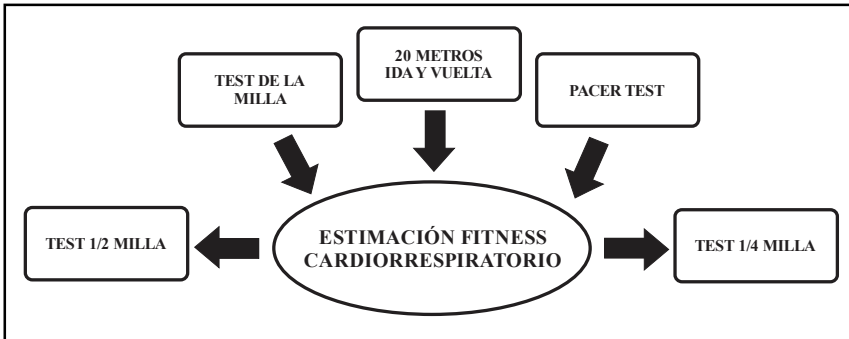 TEST DE LA
MILLA
20 METROS
IDA Y VUELTA
PACER TEST
TEST 1/2 MILLA
ESTIMACIÓN FITNESS
CARDIORRESPIRATORIO
TEST 1/4 MILLA